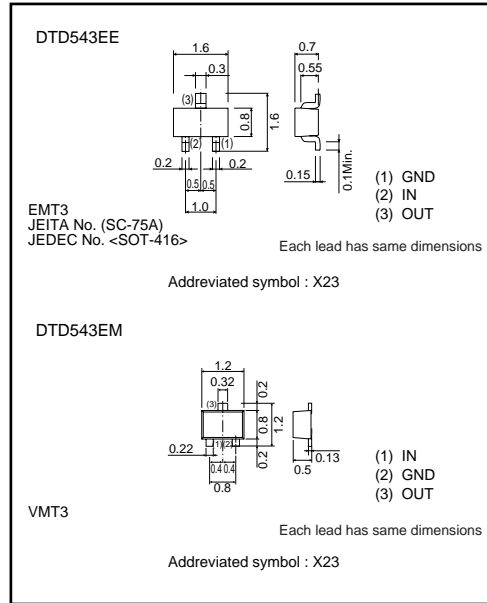 DTD543EE
1.6
0.3
(3)
(2)
(1)
0.8
1.6
0.2
0.2
0.5 0.5
1.0
0.7
0.55
0.15
0.1Min.
(1) GND
(2) IN
(3) OUT
EMT3
JEITA No. (SC-75A)
JEDEC No. <SOT-416>
Each lead has same dimensions
Addreviated symbol : X23
DTD543EM
1.2
0.32
(3)
0.2
0.8
1.2
0.2
0.22
(1)(2)
0.4 0.4
0.8
0.13
0.5
(1) IN
(2) GND
(3) OUT
VMT3
Each lead has same dimensions
Addreviated symbol : X23